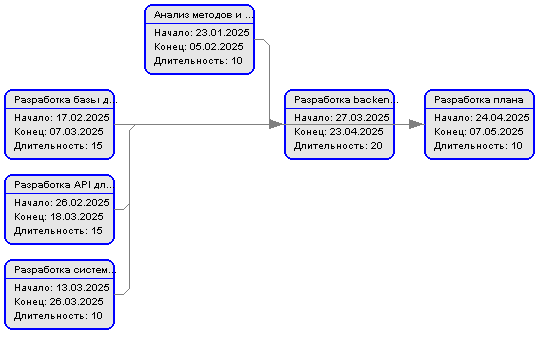 Анализ методов и ...
Начало: 23.01.2025
Конец: 05.02.2025
Длительность: 10
Разработка базы д...
Начало: 17.02.2025
Конец: 07.03.2025
Длительность: 15
Разработка backen...
Начало: 27.03.2025
Конец: 23.04.2025
Длительность: 20
Разработка плана
Начало: 24.04.2025
Конец: 07.05.2025
Длительность: 10
Разработка API дл...
Начало: 26.02.2025
Конец: 18.03.2025
Длительность: 15
Разработка систем...
Начало: 13.03.2025
Конец: 26.03.2025
Длительность: 10